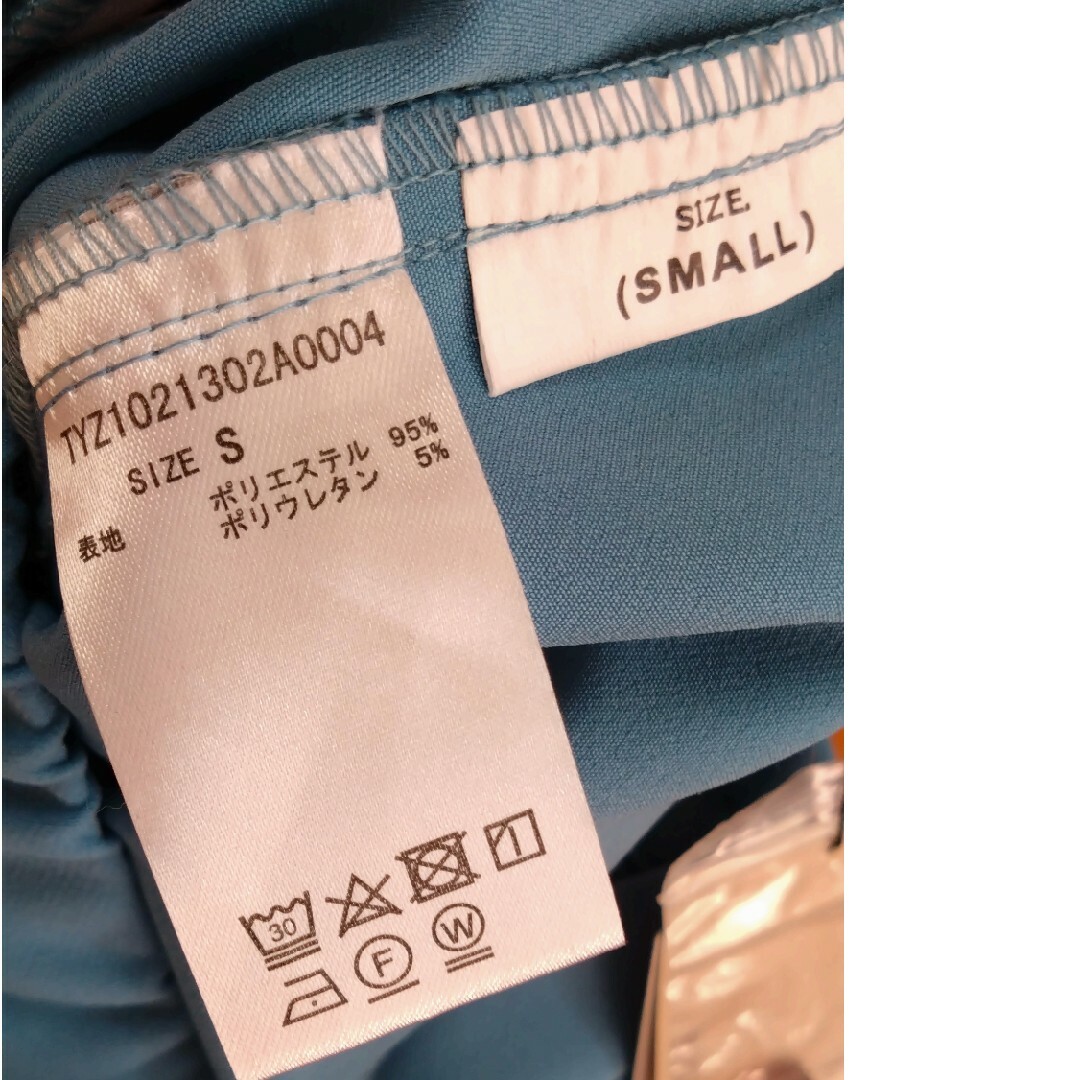 SIZE.
(SMALL)
TYZ1021302A0004
SIZE S
ポリエステル 95%
表地 ポリウレタン 5%
30
F W